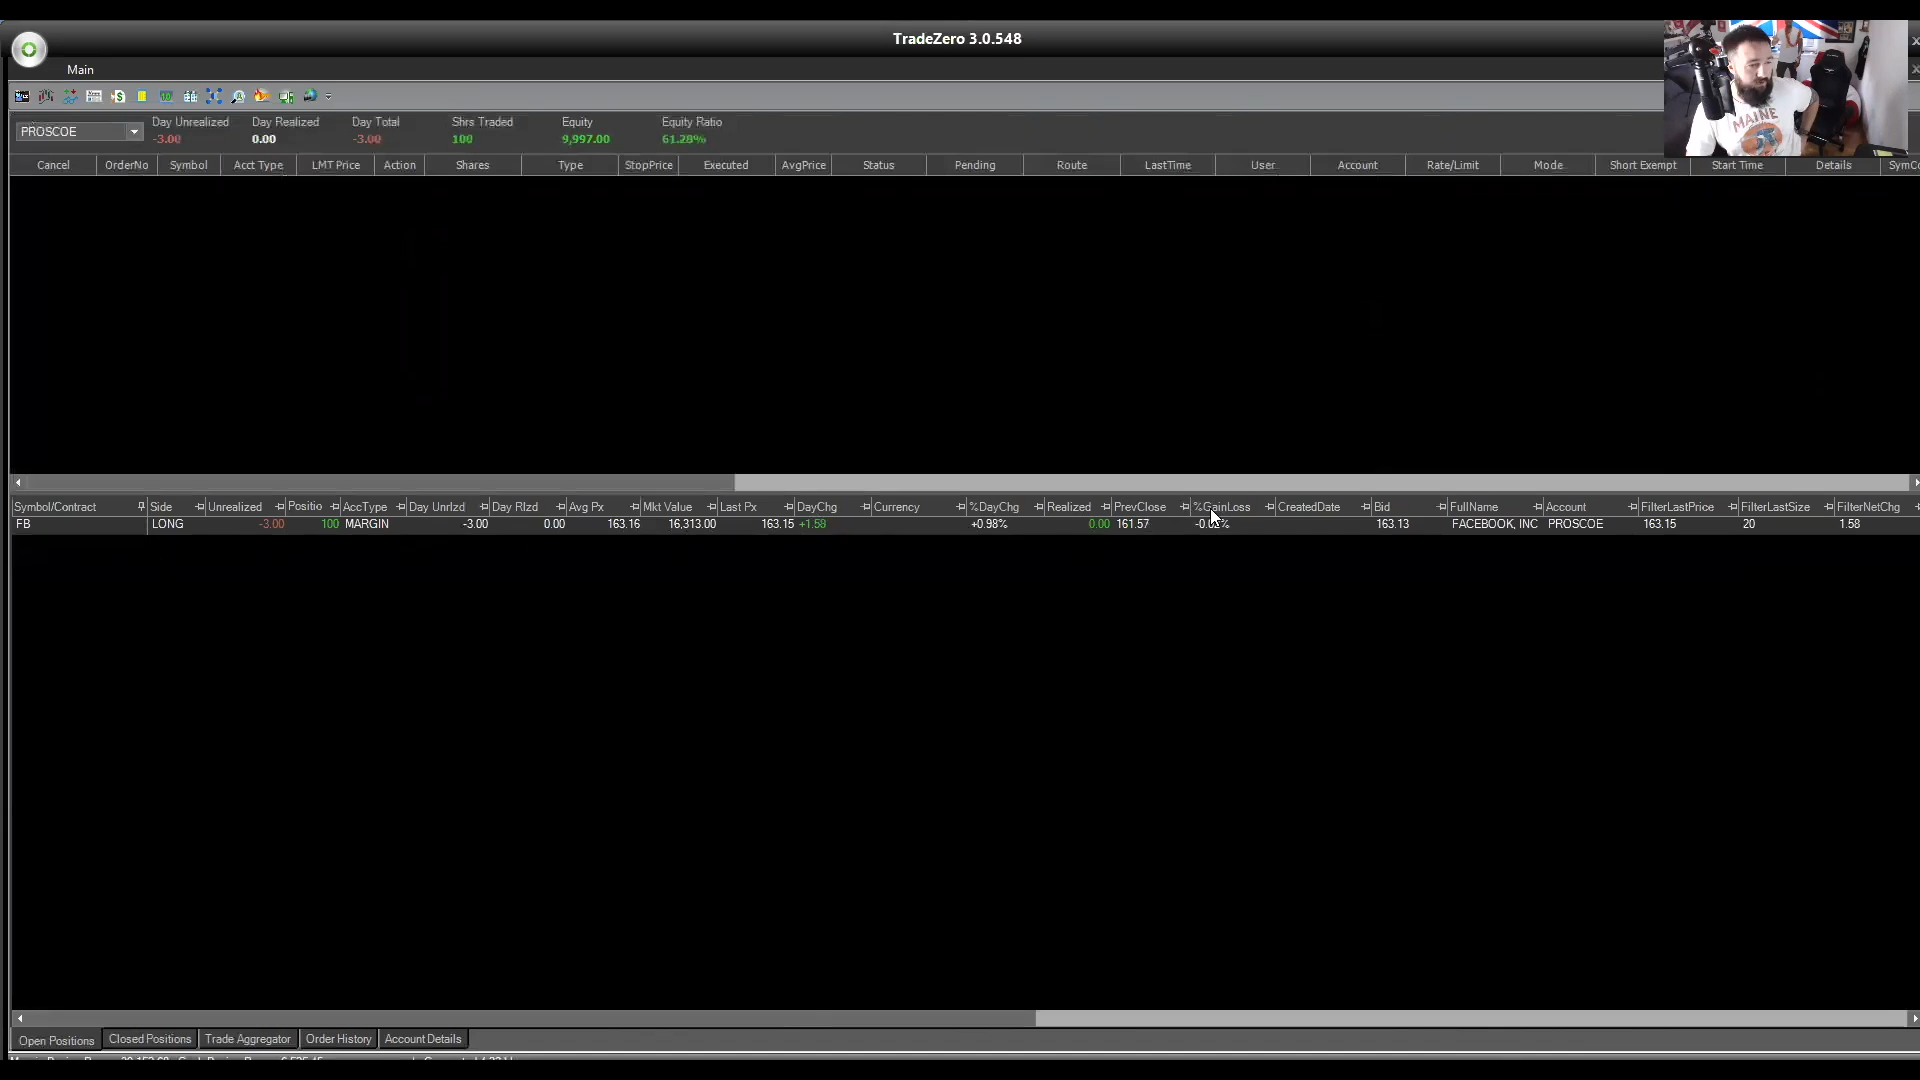 TradeZero 3.0.548
Main
PROSCOE
Day Unrealized Day Realized Day Total Shrs Traded Equity Equity Ratio
-3.00 0.00 -3.00 100 9,997.00 61.28%
Cancel OrderNo Symbol Acct Type LMT Price Action Shares Type StopPrice Executed AvgPrice Status Pending Route LastTime User Account Rate/Limit Mode Short Exempt Start Time Details SymCo
Symbol/Contract Side Unrealized Positio AccType Day Unrlzd Day Rlzd Avg Px Mkt Value Last Px DayChg Currency %DayChg Realized PrevClose %GainLoss CreatedDate Bid FullName Account FilterLastPrice FilterLastSize FilterNetChg
FB LONG -3.00 100 MARGIN -3.00 0.00 163.16 16,313.00 163.15 +1.58 +0.98% 0.00 161.57 163.13 FACEBOOK, INC PROSCOE 163.15 20 1.58
MAINE
Open Positions Closed Positions Trade Aggregator Order History Account Details